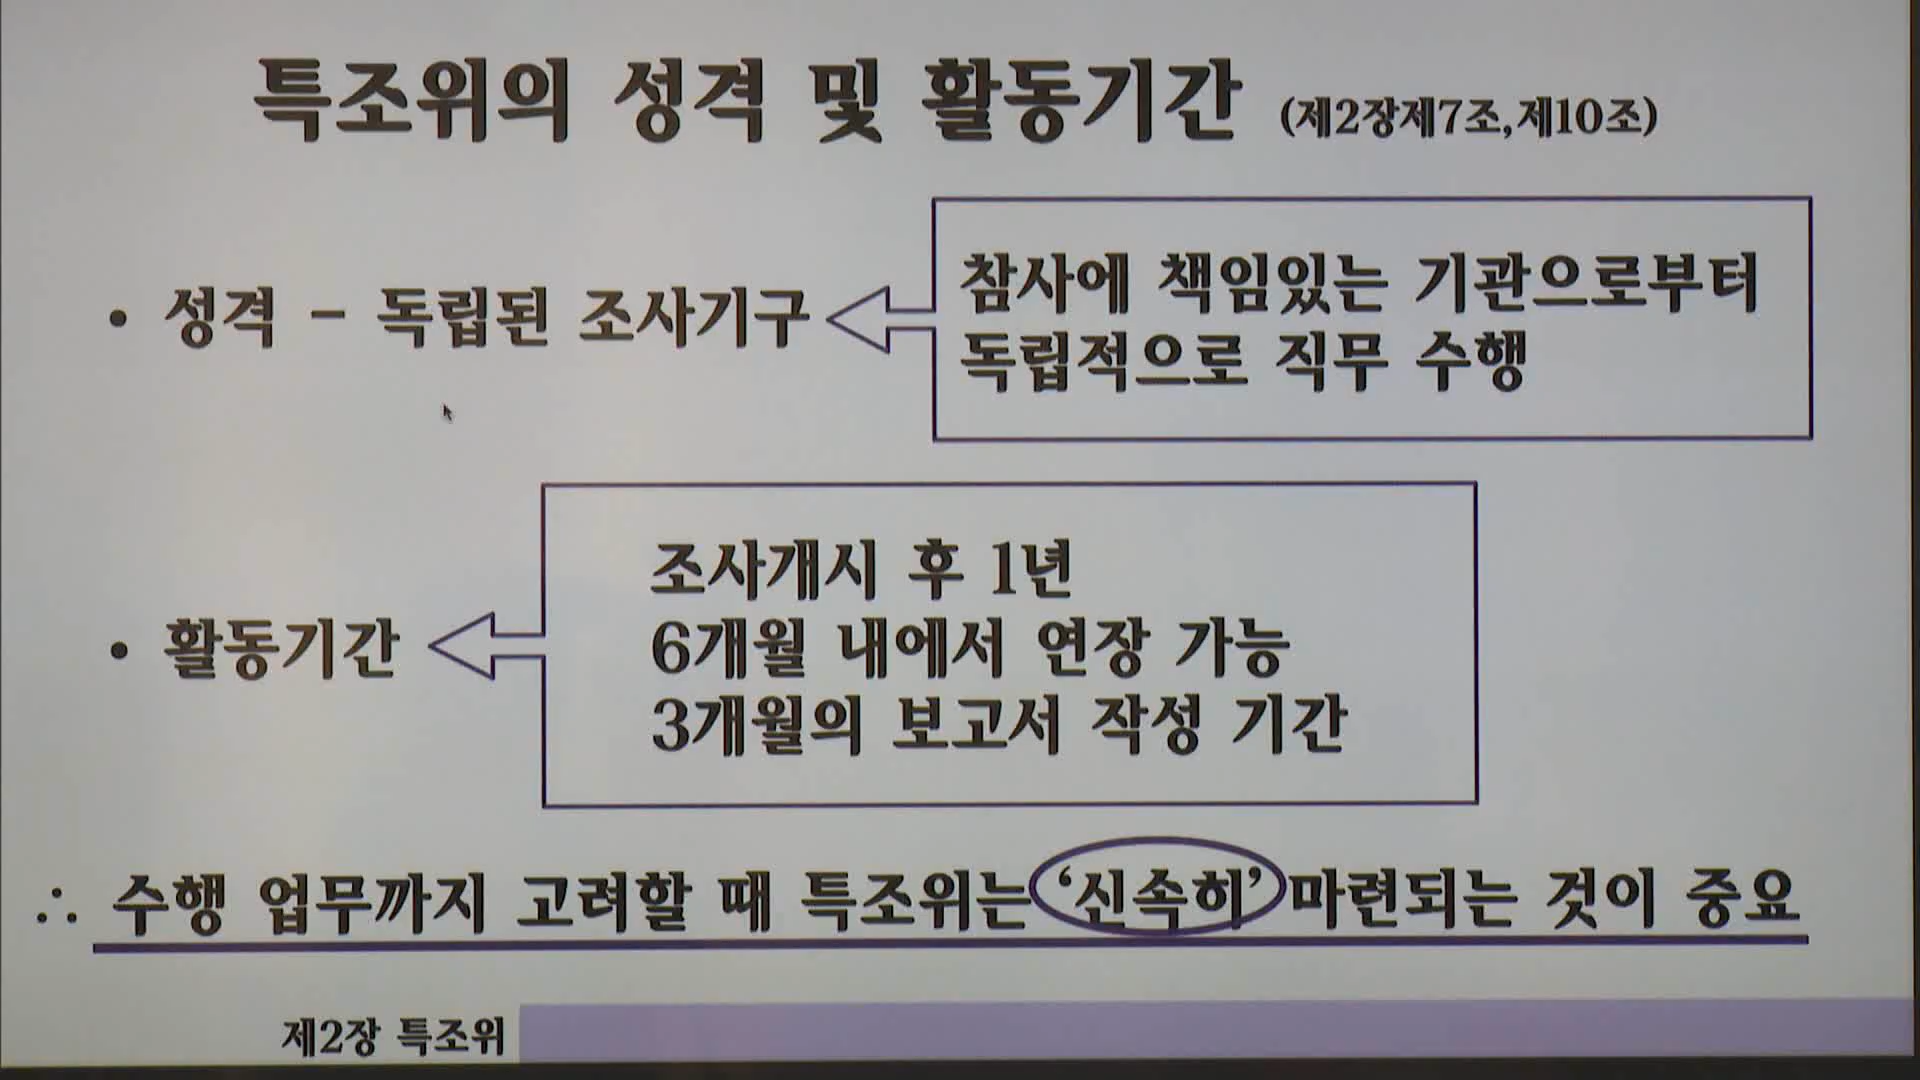 특조위의 성격 및 활동기간 (제2장제7조,제10조)
• 성격 - 독립된 조사기구
참사에 책임있는 기관으로부터
독립적으로 직무 수행
• 활동기간
조사개시 후 1년
6개월 내에서 연장 가능
3개월의 보고서 작성 기간
∴ 수행 업무까지 고려할 때 특조위는 ‘신속히’ 마련되는 것이 중요
제2장 특조위